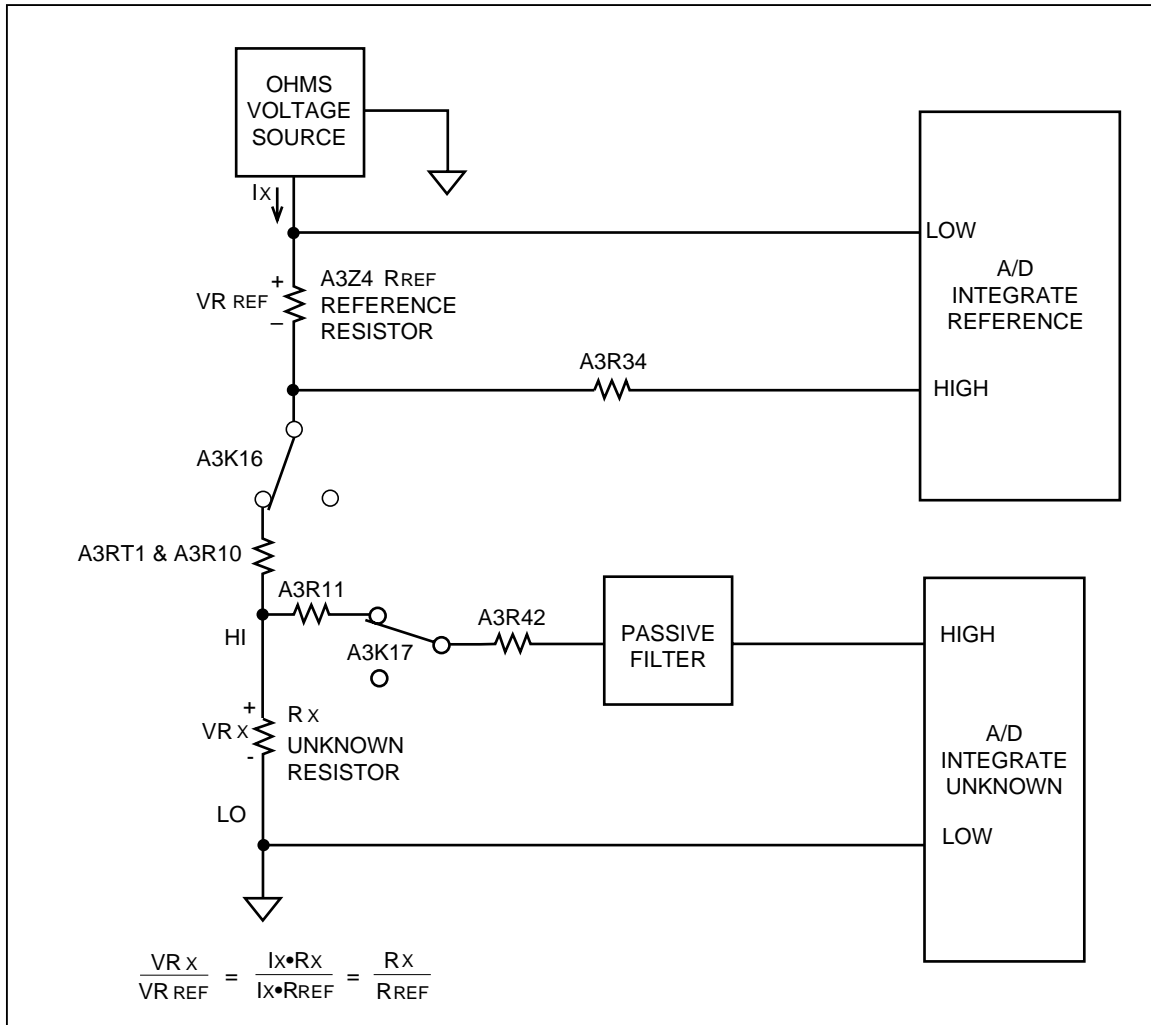 OHMS
VOLTAGE
SOURCE
IX
LOW
+
VR REF
–
A3Z4 RREF
REFERENCE
RESISTOR
A/D
INTEGRATE
REFERENCE
A3R34
HIGH
A3K16
A3RT1 & A3R10
A3R11
HI
A3K17
A3R42
PASSIVE
FILTER
HIGH
+
VR X
-
RX
UNKNOWN
RESISTOR
A/D
INTEGRATE
UNKNOWN
LO
LOW
VR X / VR REF = IX•RX / IX•RREF = RX / RREF